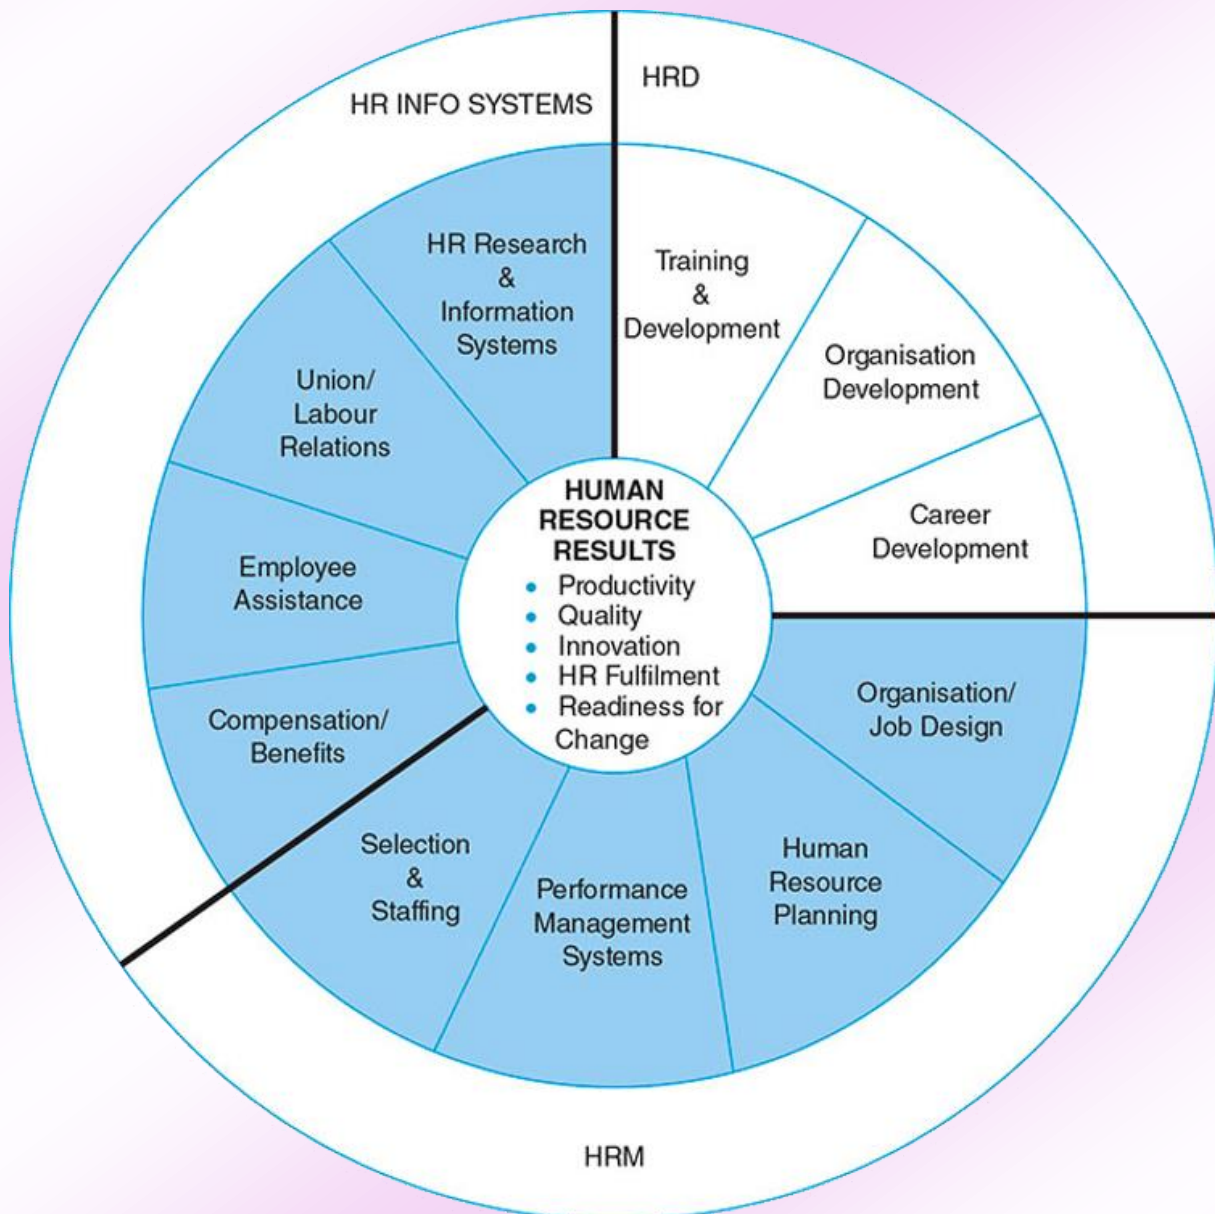 HR INFO SYSTEMS
HRD
HR Research
&
Information
Systems
Training
&
Development
Organisation
Development
Career
Development
Union/
Labour
Relations
Employee
Assistance
Compensation/
Benefits
HUMAN
RESOURCE
RESULTS
• Productivity
• Quality
• Innovation
• HR Fulfilment
• Readiness for
Change
Organisation/
Job Design
Human
Resource
Planning
Performance
Management
Systems
Selection
&
Staffing
HRM